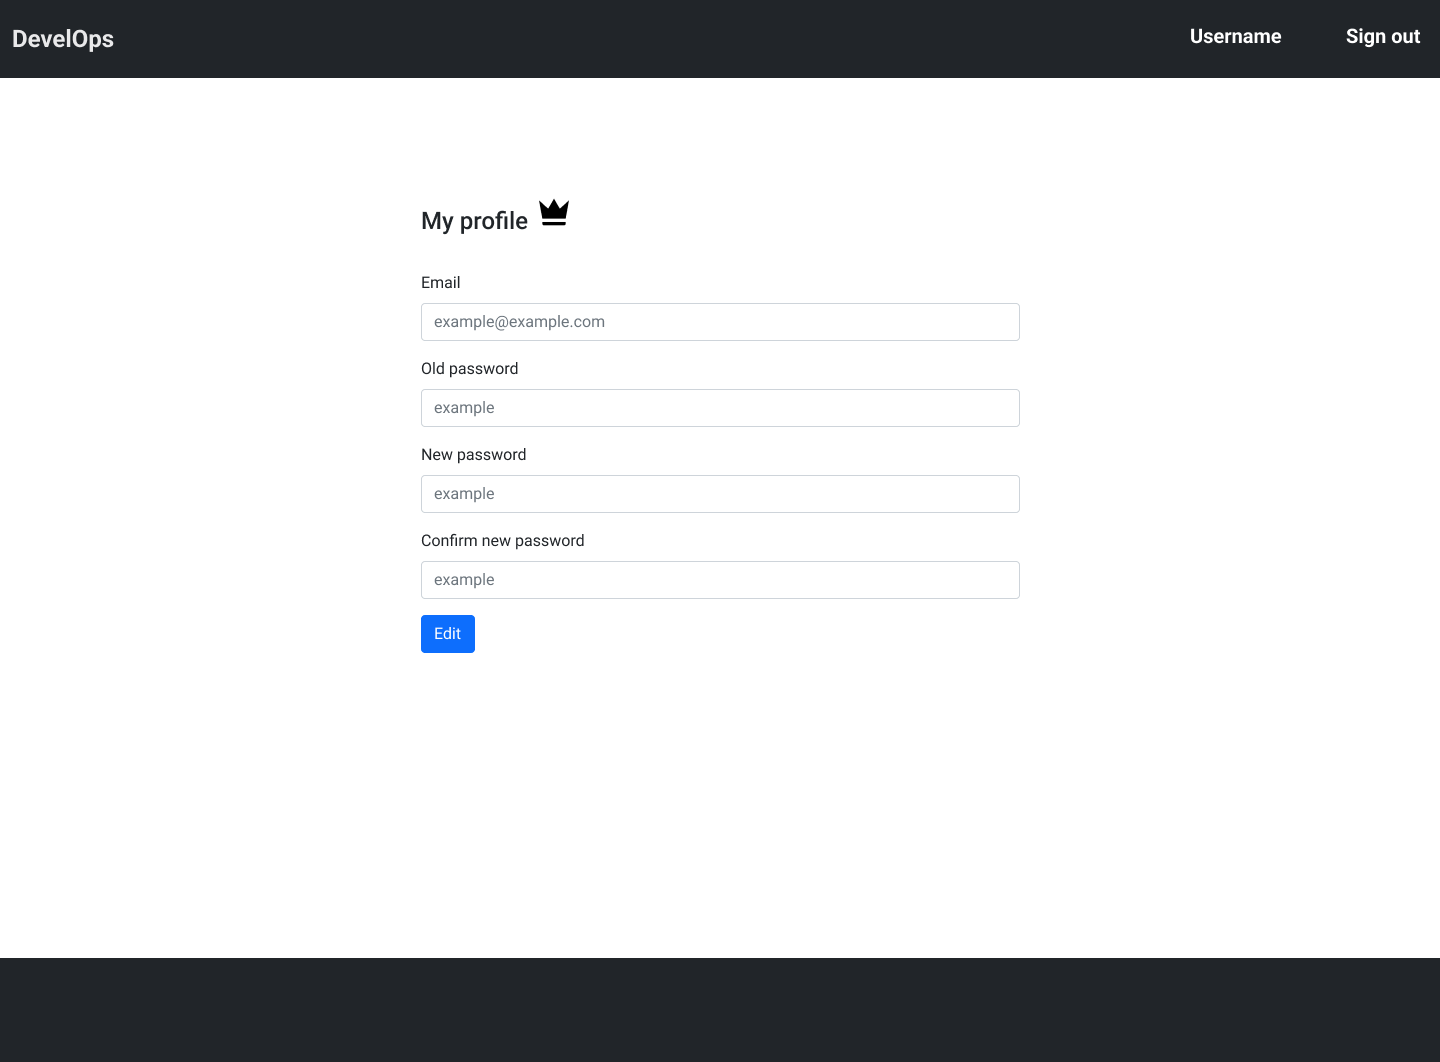 DevelOps
Username
Sign out
My profile
Email
example@example.com
Old password
example
New password
example
Confirm new password
example
Edit